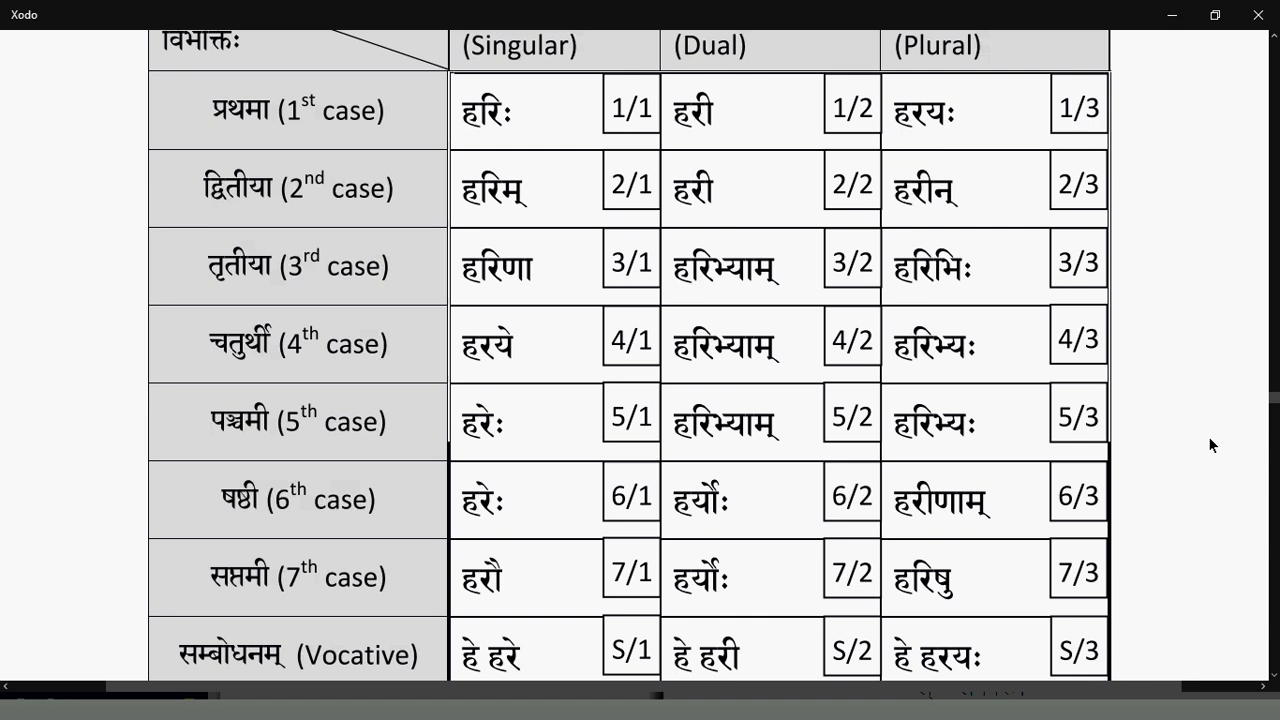 Xodo
विभक्तिः (Singular) (Dual) (Plural)
प्रथमा (1st case) हरिः 1/1 हरी 1/2 हरयः 1/3
द्वितीया (2nd case) हरिम् 2/1 हरी 2/2 हरीन् 2/3
तृतीया (3rd case) हरिणा 3/1 हरिभ्याम् 3/2 हरिभिः 3/3
चतुर्थी (4th case) हरये 4/1 हरिभ्याम् 4/2 हरिभ्यः 4/3
पञ्चमी (5th case) हरेः 5/1 हरिभ्याम् 5/2 हरिभ्यः 5/3
षष्ठी (6th case) हरेः 6/1 हर्योः 6/2 हरीणाम् 6/3
सप्तमी (7th case) हरौ 7/1 हर्योः 7/2 हरिषु 7/3
सम्बोधनम् (Vocative) हे हरे S/1 हे हरी S/2 हे हरयः S/3